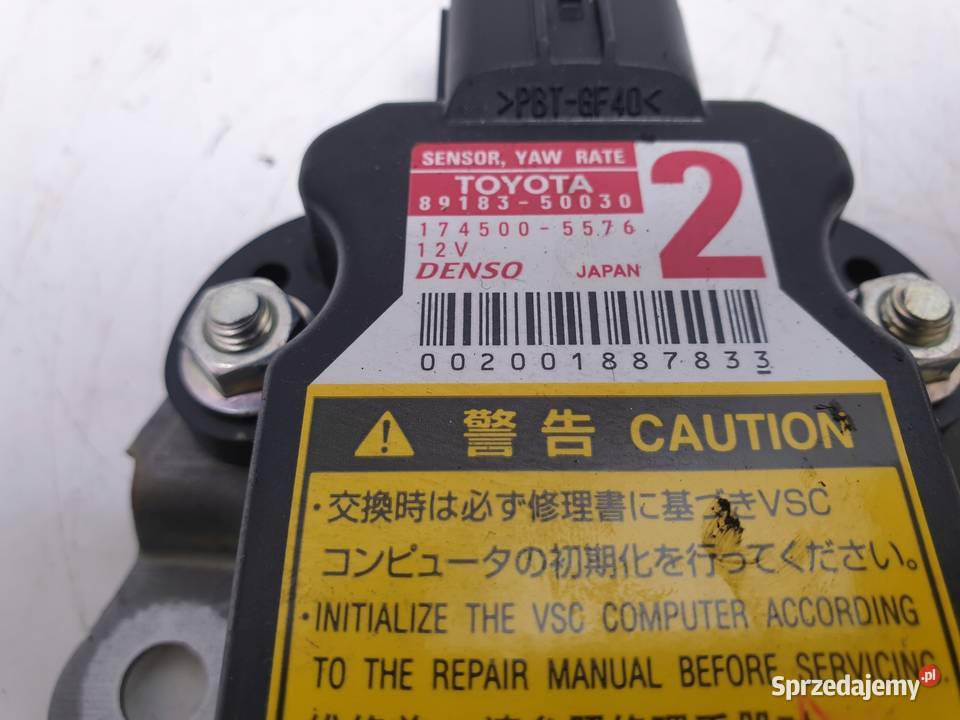 >PBT-GF40<
SENSOR, YAW RATE
TOYOTA
89183-50030
2
174500-5576
12V
DENSO JAPAN
0020018878 3 3
警告 CAUTION
・交換時は必ず修理書に基づきVSC
コンピュータの初期化を行ってください。
・INITIALIZE THE VSC COMPUTER ACCORDING
TO THE REPAIR MANUAL BEFORE SERVICING.
Sprzedajemy.pl